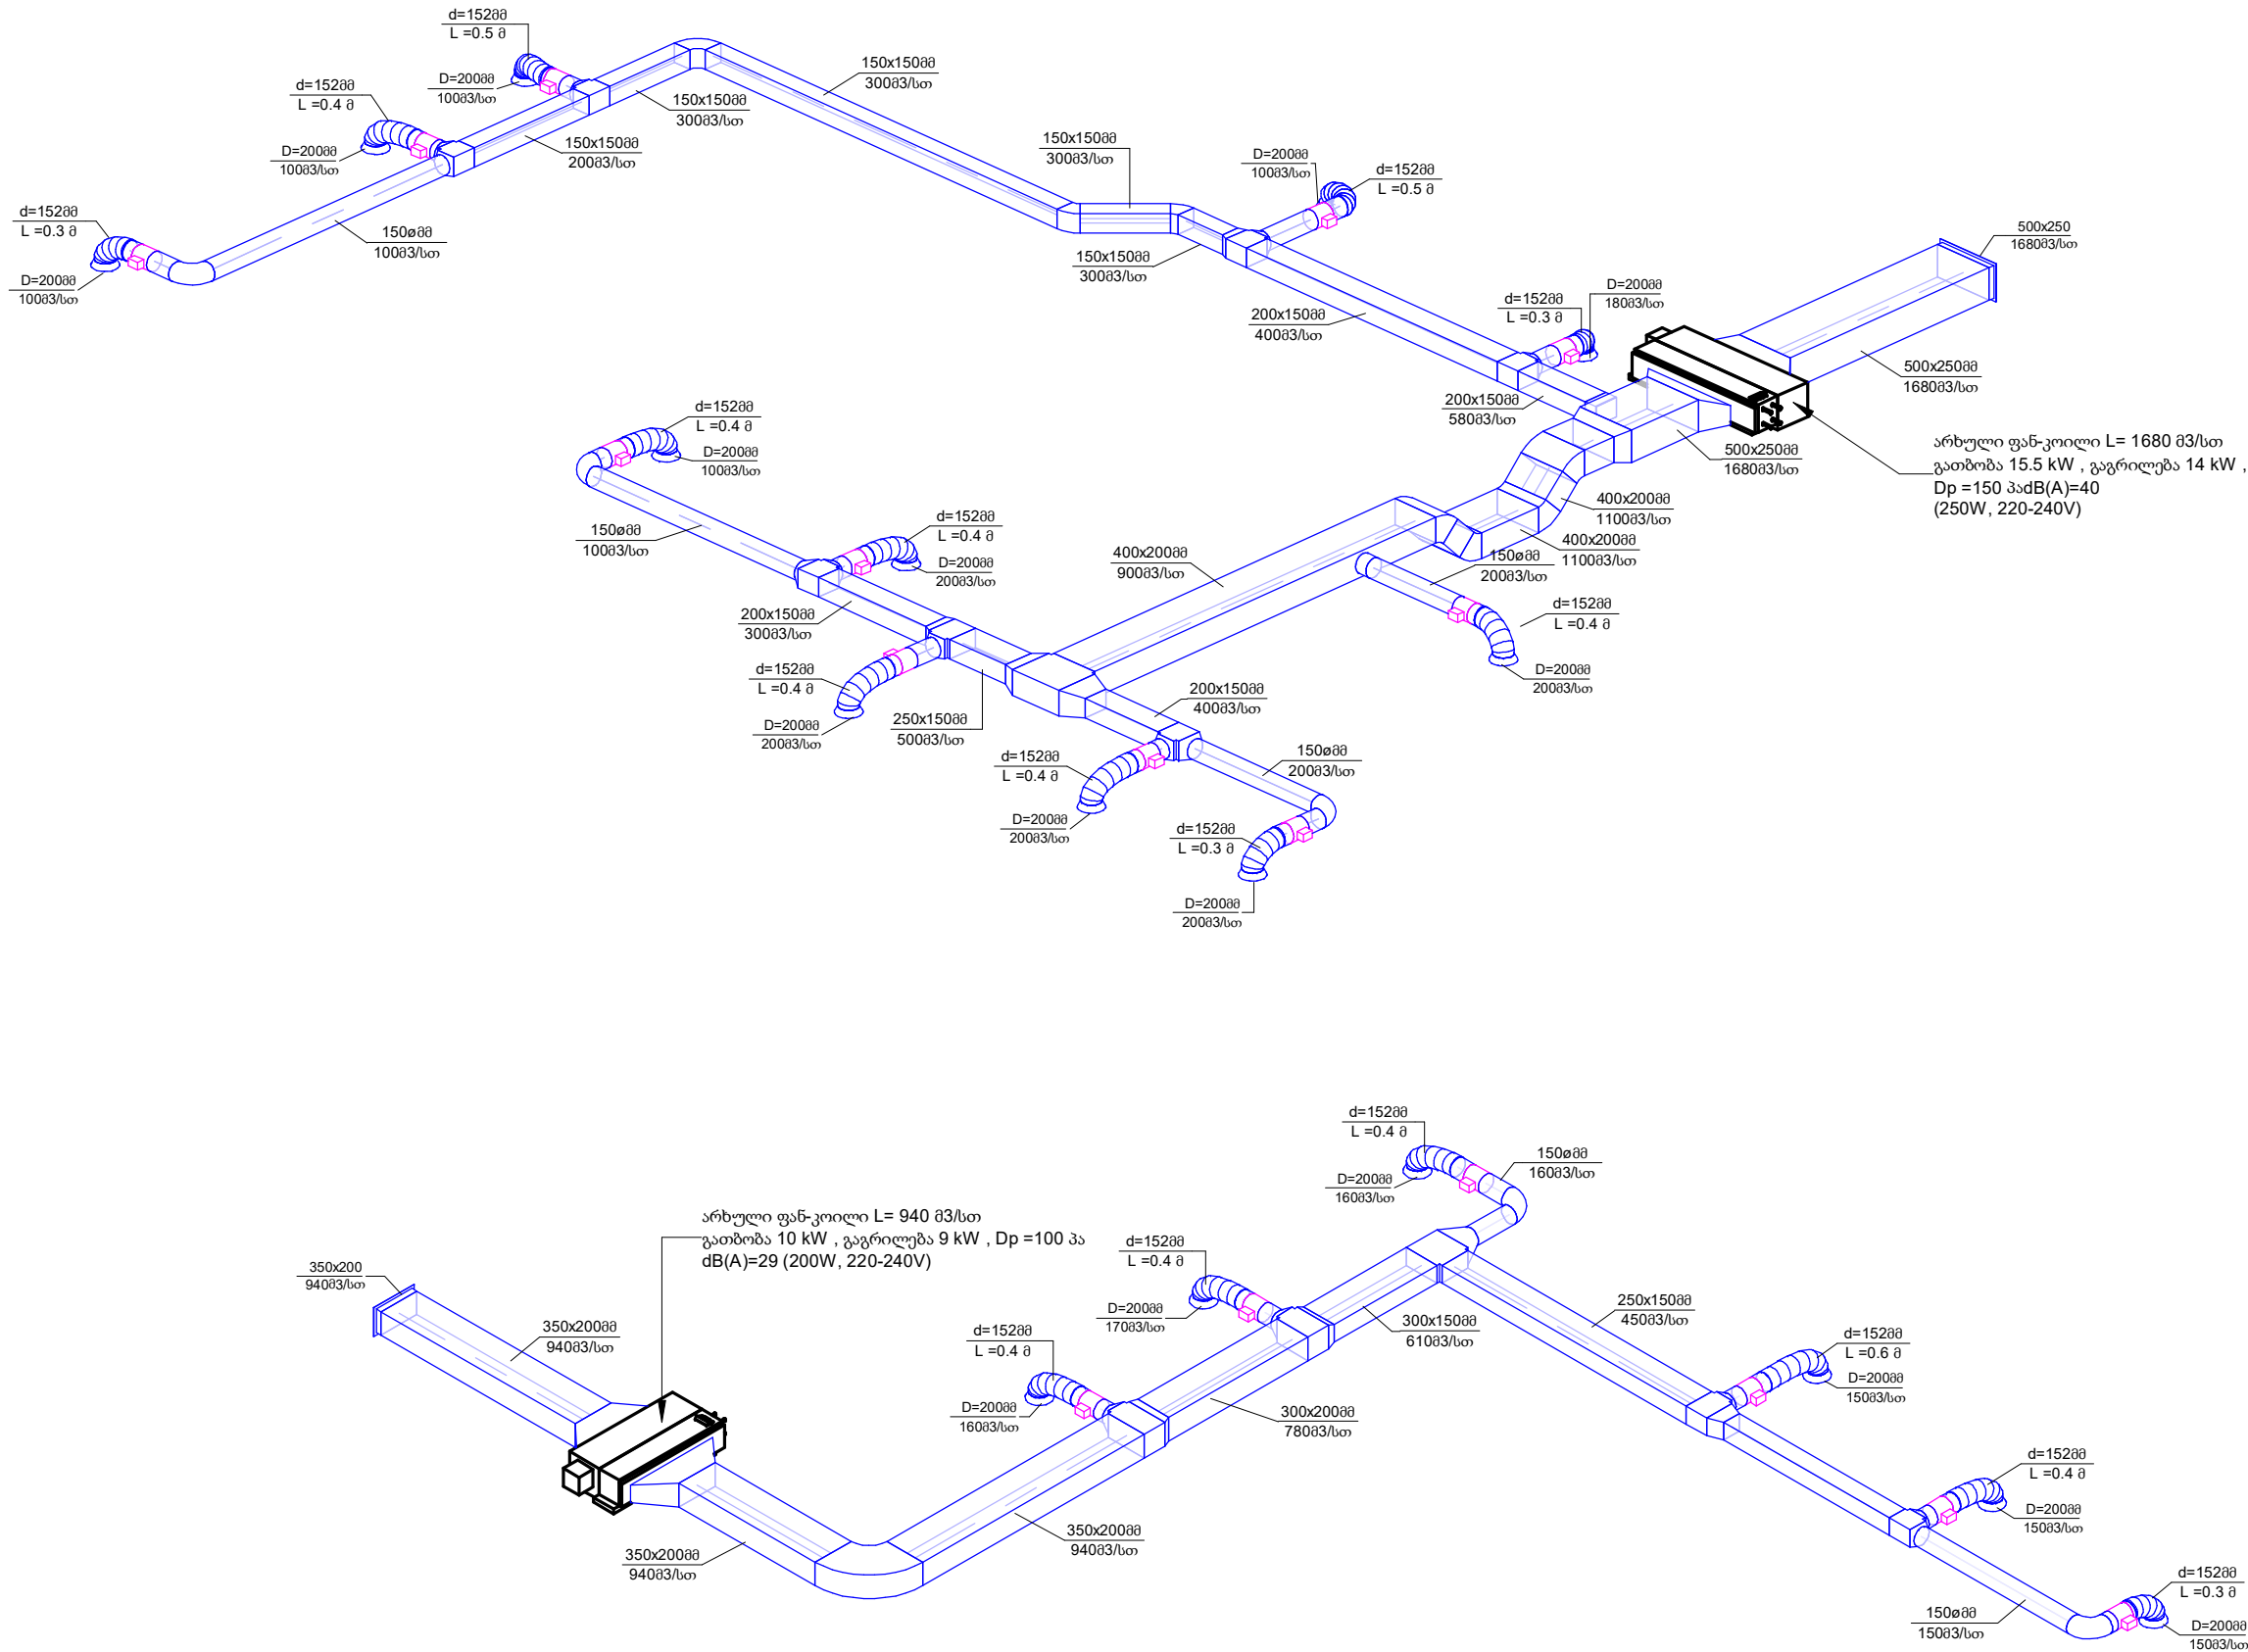 d=152მმ
L =0.5 მ
D=200მმ
100მ3/სთ
d=152მმ
L =0.4 მ
D=200მმ
100მ3/სთ
d=152მმ
L =0.3 მ
D=200მმ
100მ3/სთ
150ømმ
100მ3/სთ
150x150მმ
200მ3/სთ
150x150მმ
300მ3/სთ
150x150მმ
300მ3/სთ
150x150მმ
300მ3/სთ
D=200მმ
100მ3/სთ
d=152მმ
L =0.5 მ
150x150მმ
300მ3/სთ
200x150მმ
400მ3/სთ
d=152მმ
L =0.3 მ
D=200მმ
180მ3/სთ
200x150მმ
580მ3/სთ
500x250
1680მ3/სთ
500x250მმ
1680მ3/სთ
500x250მმ
1680მ3/სთ
არხული ფან-კოილი L= 1680 მ3/სთ
გათბობა 15.5 kW , გაგრილება 14 kW ,
Dp =150 პაdB(A)=40
(250W, 220-240V)
400x200მმ
1100მ3/სთ
400x200მმ
1100მ3/სთ
150øმმ
200მ3/სთ
d=152მმ
L =0.4 მ
D=200მმ
200მ3/სთ
400x200მმ
900მ3/სთ
d=152მმ
L =0.4 მ
D=200მმ
100მ3/სთ
150øმმ
100მ3/სთ
d=152მმ
L =0.4 მ
D=200მმ
200მ3/სთ
200x150მმ
300მ3/სთ
d=152მმ
L =0.4 მ
D=200მმ
200მ3/სთ
250x150მმ
500მ3/სთ
200x150მმ
400მ3/სთ
d=152მმ
L =0.4 მ
D=200მმ
200მ3/სთ
150øმმ
200მ3/სთ
d=152მმ
L =0.3 მ
D=200მმ
200მ3/სთ
არხული ფან-კოილი L= 940 მ3/სთ
გათბობა 10 kW , გაგრილება 9 kW , Dp =100 პა
dB(A)=29 (200W, 220-240V)
350x200
940მ3/სთ
350x200მმ
940მ3/სთ
350x200მმ
940მ3/სთ
350x200მმ
940მ3/სთ
d=152მმ
L =0.4 მ
D=200მმ
160მ3/სთ
300x200მმ
780მ3/სთ
d=152მმ
L =0.4 მ
D=200მმ
170მ3/სთ
300x150მმ
610მ3/სთ
d=152მმ
L =0.4 მ
D=200მმ
160მ3/სთ
150øმმ
160მ3/სთ
250x150მმ
450მ3/სთ
d=152მმ
L =0.6 მ
D=200მმ
150მ3/სთ
d=152მმ
L =0.4 მ
D=200მმ
150მ3/სთ
150øმმ
150მ3/სთ
d=152მმ
L =0.3 მ
D=200მმ
150მ3/სთ